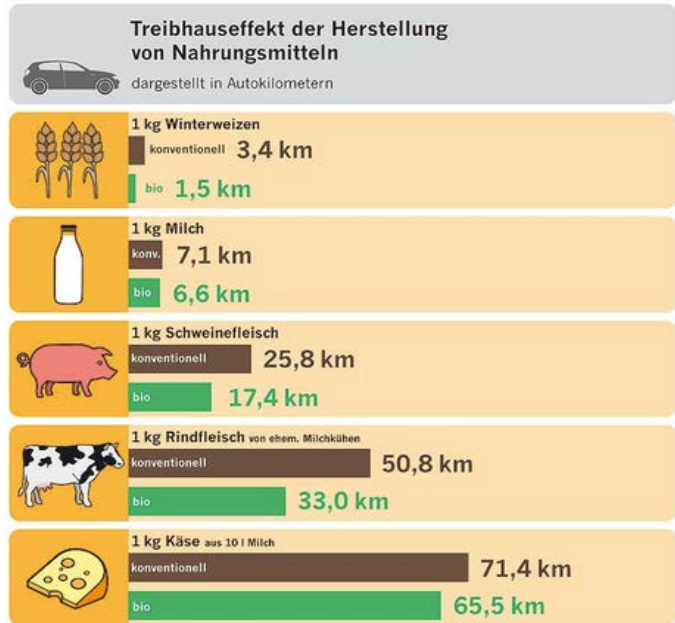 Treibhauseffekt der Herstellung
von Nahrungsmitteln
dargestellt in Autokilometern
1 kg Winterweizen
konventionell 3,4 km
bio 1,5 km
1 kg Milch
konv. 7,1 km
bio 6,6 km
1 kg Schweinefleisch
konventionell 25,8 km
bio 17,4 km
1 kg Rindfleisch von ehem. Milchkühen
konventionell 50,8 km
bio 33,0 km
1 kg Käse aus 10 l Milch
konventionell 71,4 km
bio 65,5 km